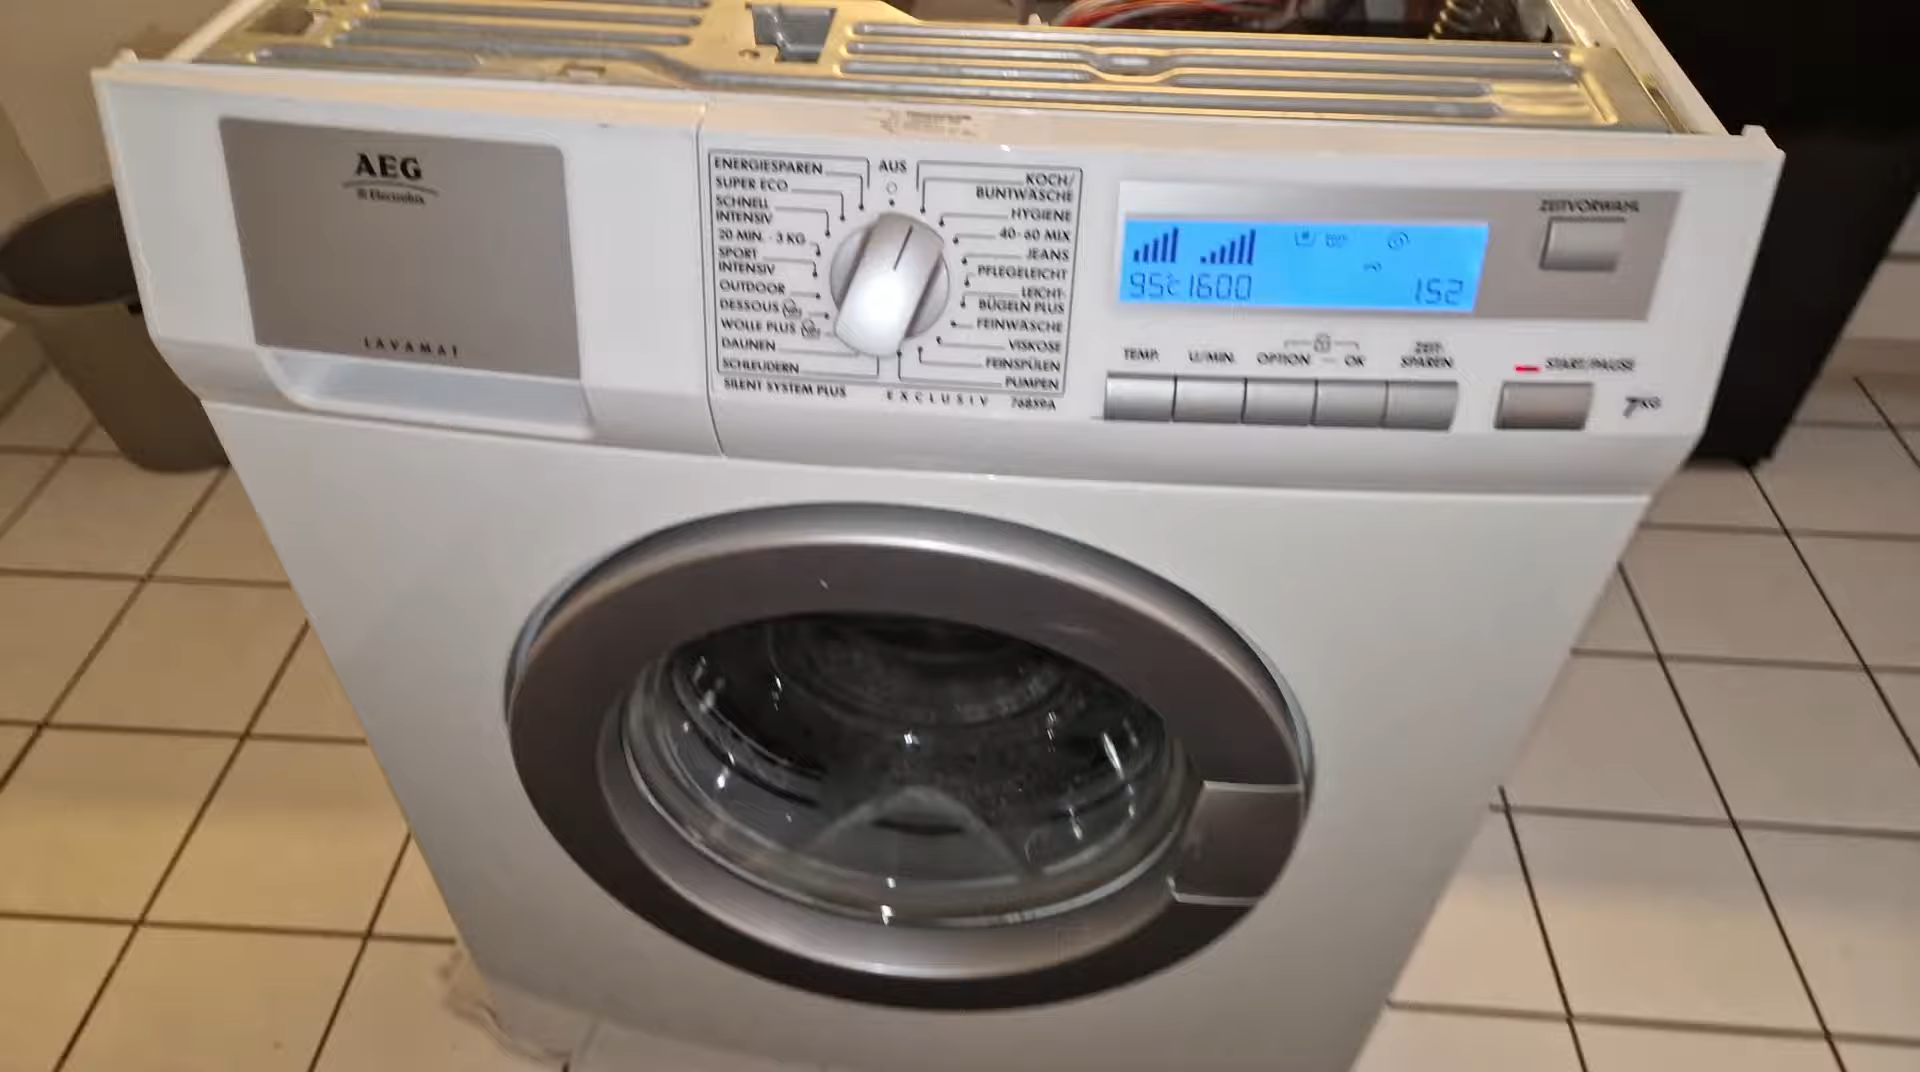 AEG
Electrolux
LAVAMAT
ENERGIESPAREN
SUPER ECO
SCHNELL
INTENSIV
20 MIN. - 3 KG
SPORT
INTENSIV
OUTDOOR
DESSOUS
WOLLE PLUS
DAUNEN
SCHLEUDERN
SILENT SYSTEM PLUS
AUS
KOCH/
BUNTWÄSCHE
HYGIENE
40-60 MIX
JEANS
PFLEGELEICHT
LEICHT-
BÜGELN PLUS
FEINWÄSCHE
VISKOSE
FEINSPÜLEN
PUMPEN
EXCLUSIV 76859A
95°C 1600 152
ZEITVORWAHL
TEMP. U/MIN. OPTION OK ZEIT-
SPAREN
START/PAUSE
7KG